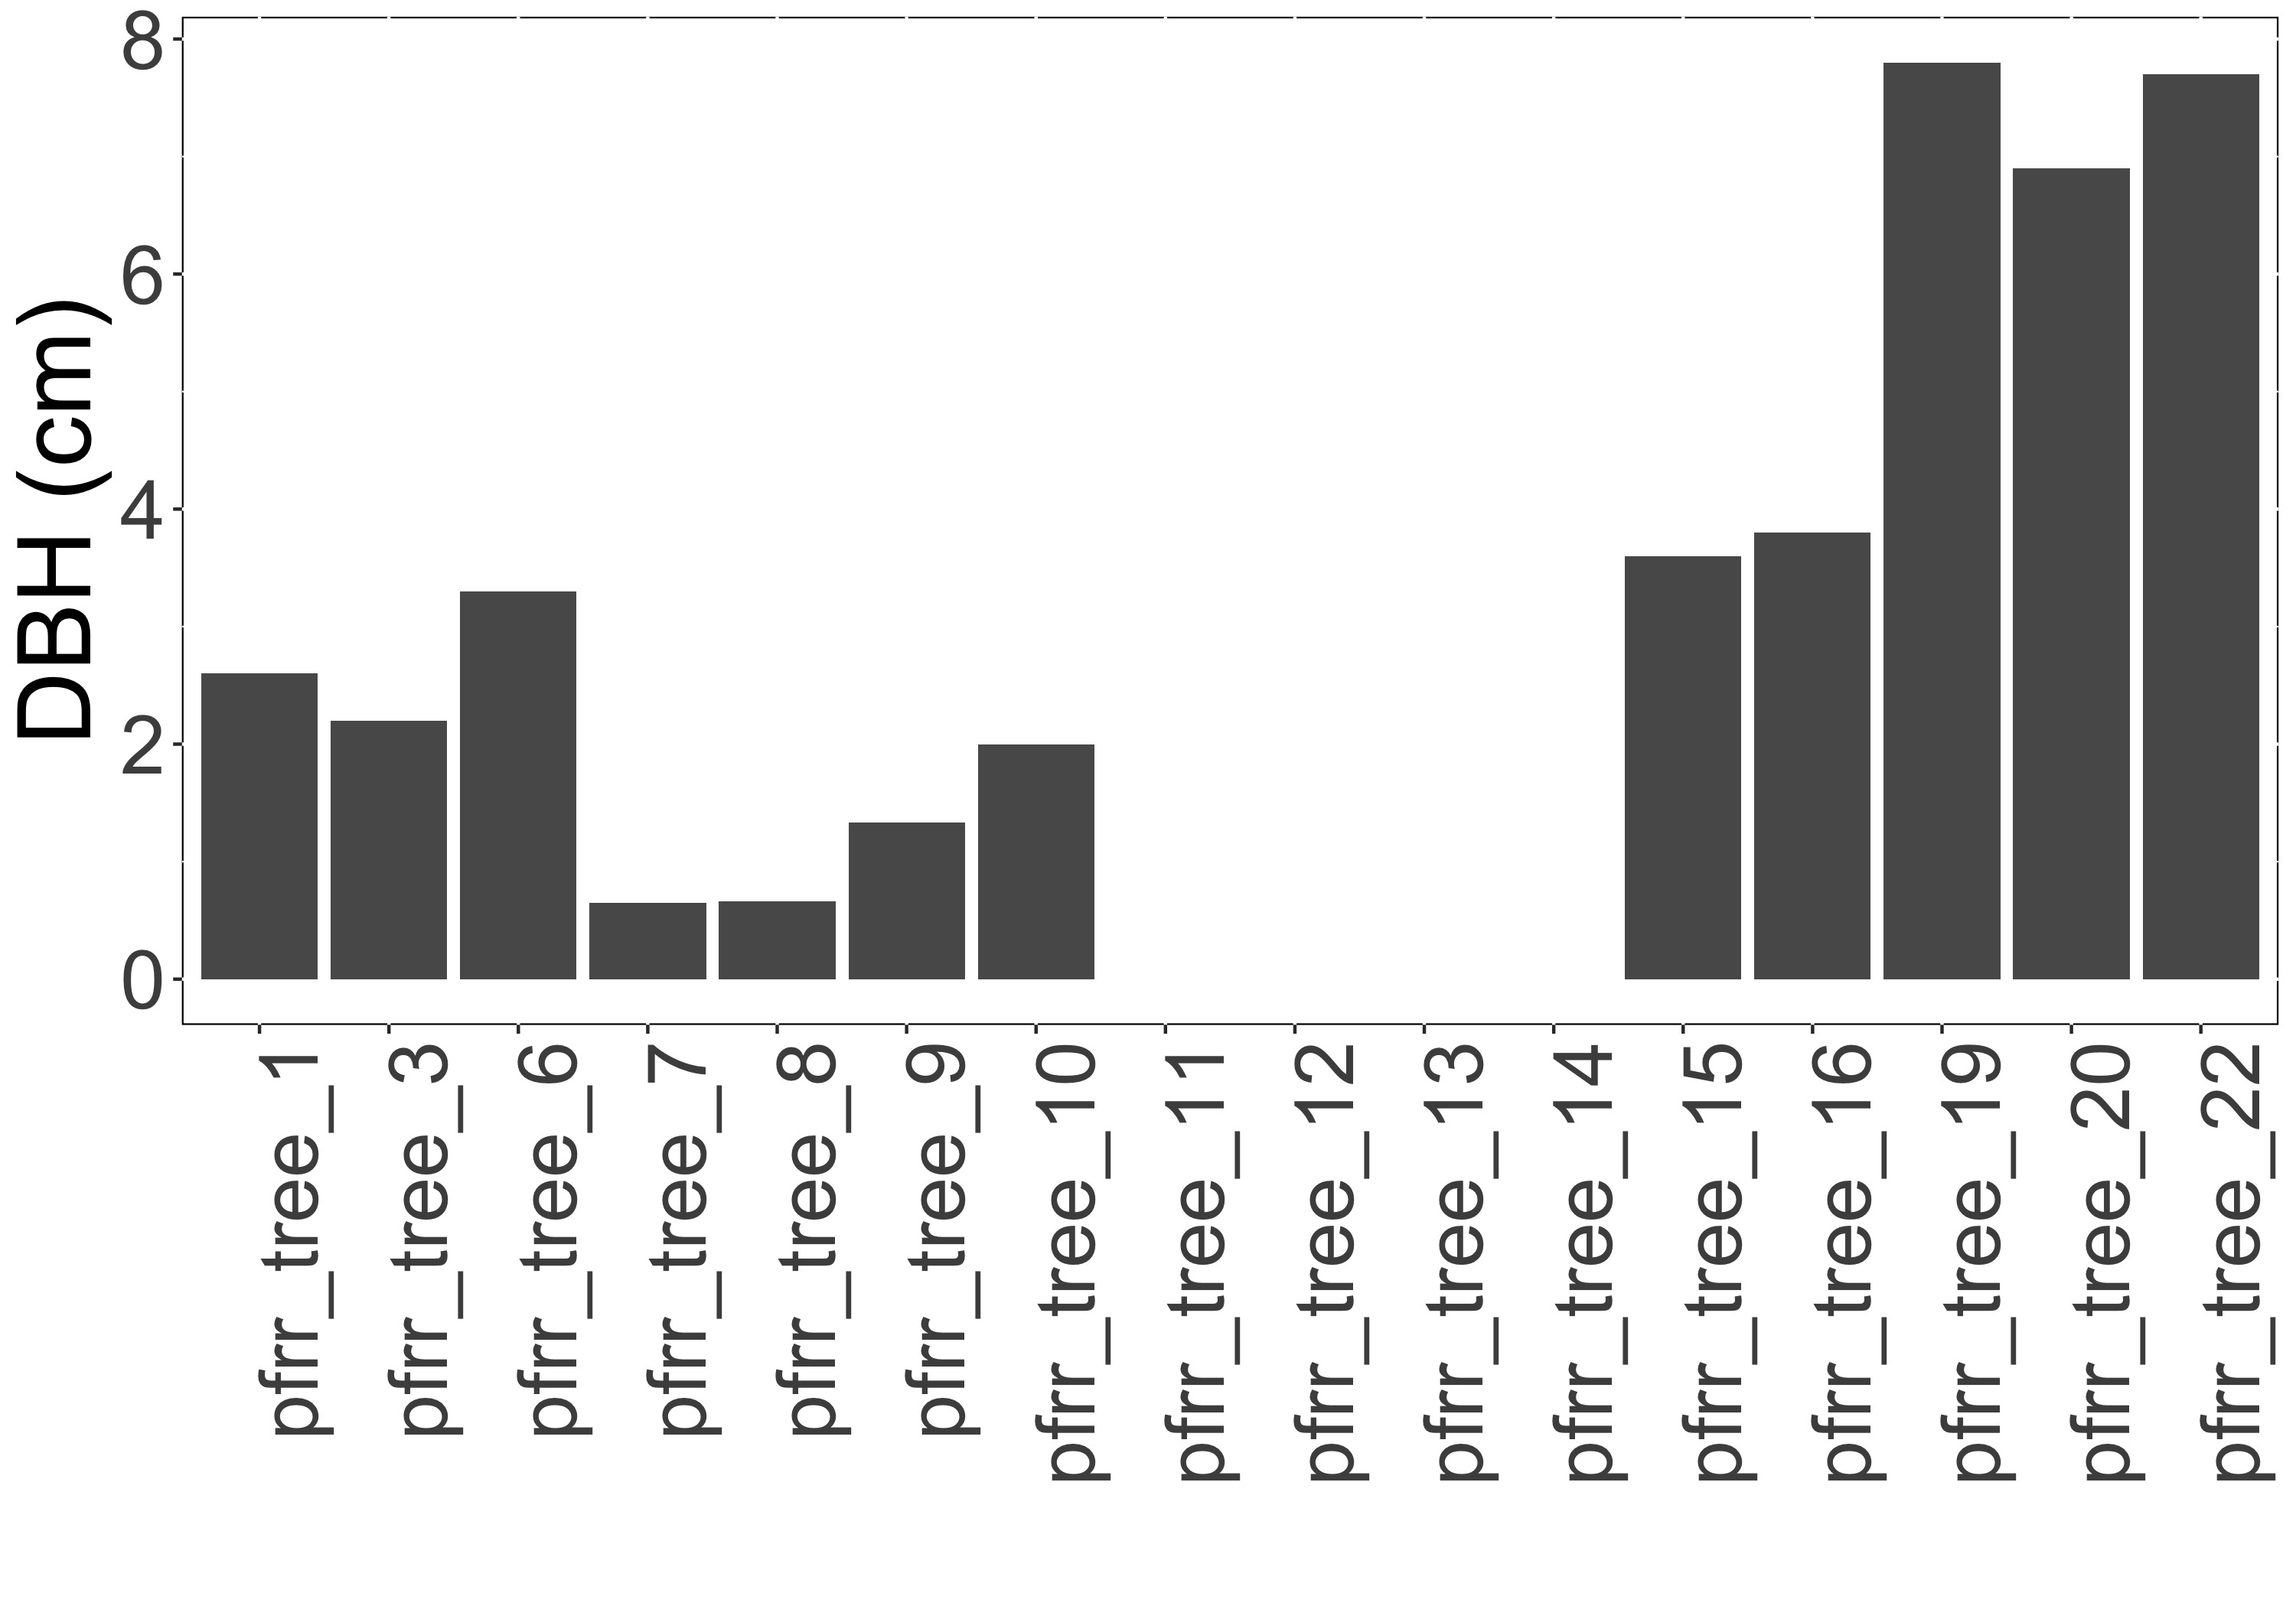 DBH (cm)
8
6
4
2
0
pfrr_tree_1
pfrr_tree_3
pfrr_tree_6
pfrr_tree_7
pfrr_tree_8
pfrr_tree_9
pfrr_tree_10
pfrr_tree_11
pfrr_tree_12
pfrr_tree_13
pfrr_tree_14
pfrr_tree_15
pfrr_tree_16
pfrr_tree_19
pfrr_tree_20
pfrr_tree_22